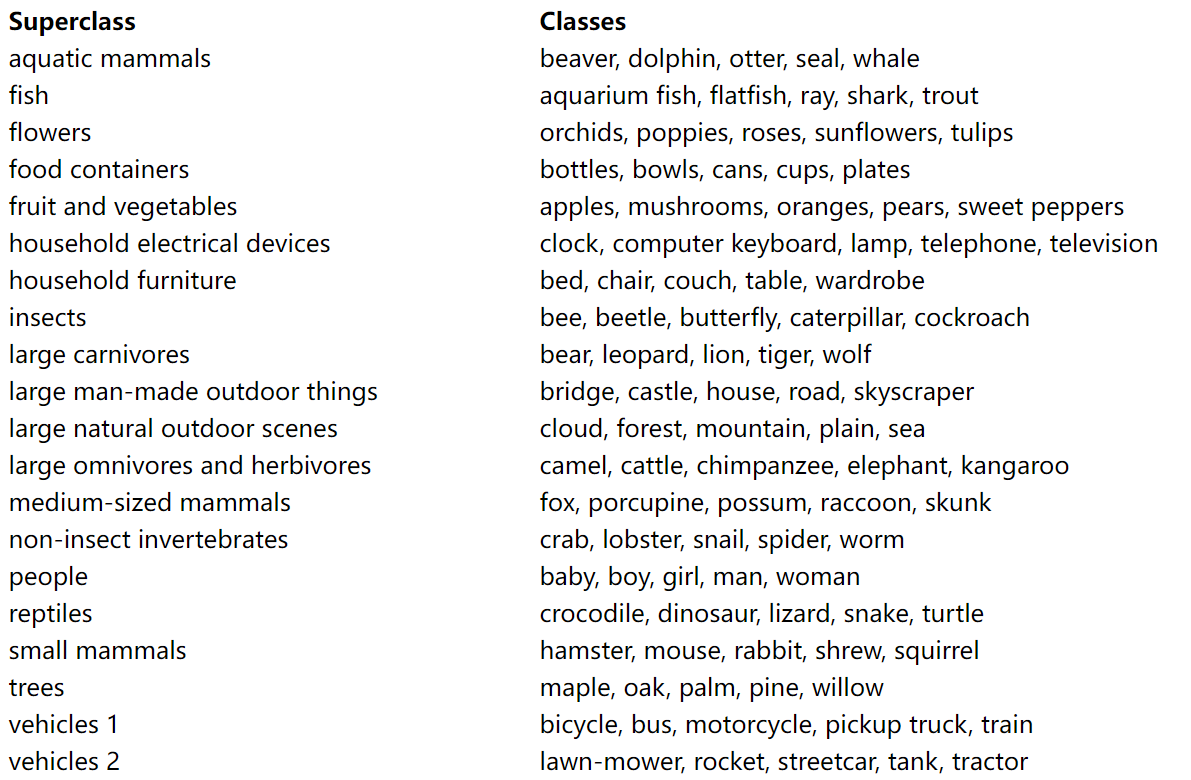 Superclass Classes
aquatic mammals beaver, dolphin, otter, seal, whale
fish aquarium fish, flatfish, ray, shark, trout
flowers orchids, poppies, roses, sunflowers, tulips
food containers bottles, bowls, cans, cups, plates
fruit and vegetables apples, mushrooms, oranges, pears, sweet peppers
household electrical devices clock, computer keyboard, lamp, telephone, television
household furniture bed, chair, couch, table, wardrobe
insects bee, beetle, butterfly, caterpillar, cockroach
large carnivores bear, leopard, lion, tiger, wolf
large man-made outdoor things bridge, castle, house, road, skyscraper
large natural outdoor scenes cloud, forest, mountain, plain, sea
large omnivores and herbivores camel, cattle, chimpanzee, elephant, kangaroo
medium-sized mammals fox, porcupine, possum, raccoon, skunk
non-insect invertebrates crab, lobster, snail, spider, worm
people baby, boy, girl, man, woman
reptiles crocodile, dinosaur, lizard, snake, turtle
small mammals hamster, mouse, rabbit, shrew, squirrel
trees maple, oak, palm, pine, willow
vehicles 1 bicycle, bus, motorcycle, pickup truck, train
vehicles 2 lawn-mower, rocket, streetcar, tank, tractor